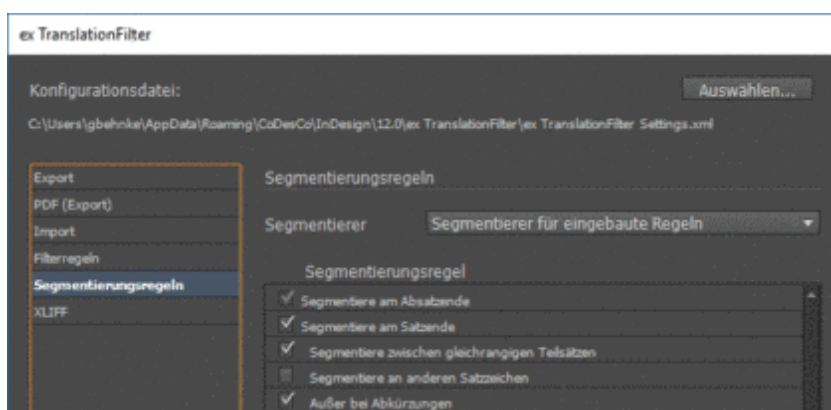 ex TranslationFilter
Konfigurationsdatei:
Auswählen...
C:\Users\gbehnke\AppData\Roaming\CoDesCo\InDesign\12.0\ex TranslationFilter\ex TranslationFilter Settings.xml
Export
PDF (Export)
Import
Filterregeln
Segmentierungsregeln
XLIFF
Segmentierungsregeln
Segmentierer
Segmentierer für eingebaute Regeln
Segmentierungsregel
Segmentiere am Absatzende
Segmentiere am Satzende
Segmentiere zwischen gleichrangigen Teilsätzen
Segmentiere an anderen Satzzeichen
Außer bei Abkürzungen